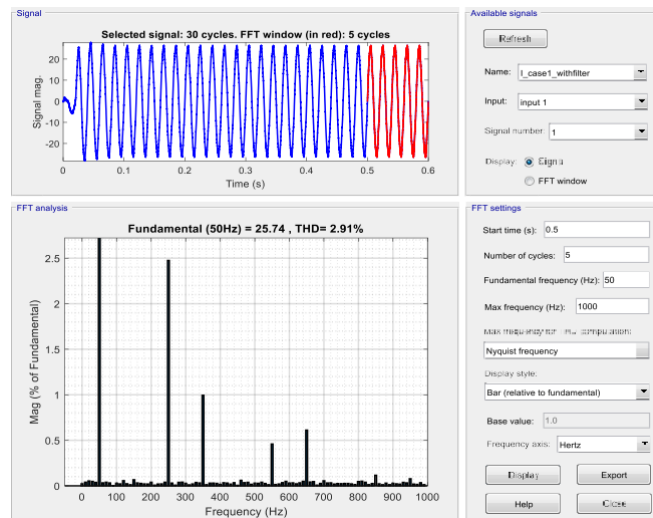 Signal
Selected signal: 30 cycles. FFT window (in red): 5 cycles
Signal mag.
20
10
0
-10
-20
0
0.1
0.2
0.3
0.4
0.5
0.6
Time (s)
Available signals
Refresh
Name:
I_case1_withfilter
Input:
input 1
Signal number:
1
Display:
Signa
FFT window
FFT analysis
Fundamental (50Hz) = 25.74 , THD= 2.91%
Mag (% of Fundamental)
2.5
2
1.5
1
0.5
0
0
100
200
300
400
500
600
700
800
900
1000
Frequency (Hz)
FFT settings
Start time (s):
0.5
Number of cycles:
5
Fundamental frequency (Hz):
50
Max frequency (Hz):
1000
Max frequency for
Nyquist frequency
Display style:
Bar (relative to fundamental)
Base value:
1.0
Frequency axis:
Hertz
Display
Export
Help
Close